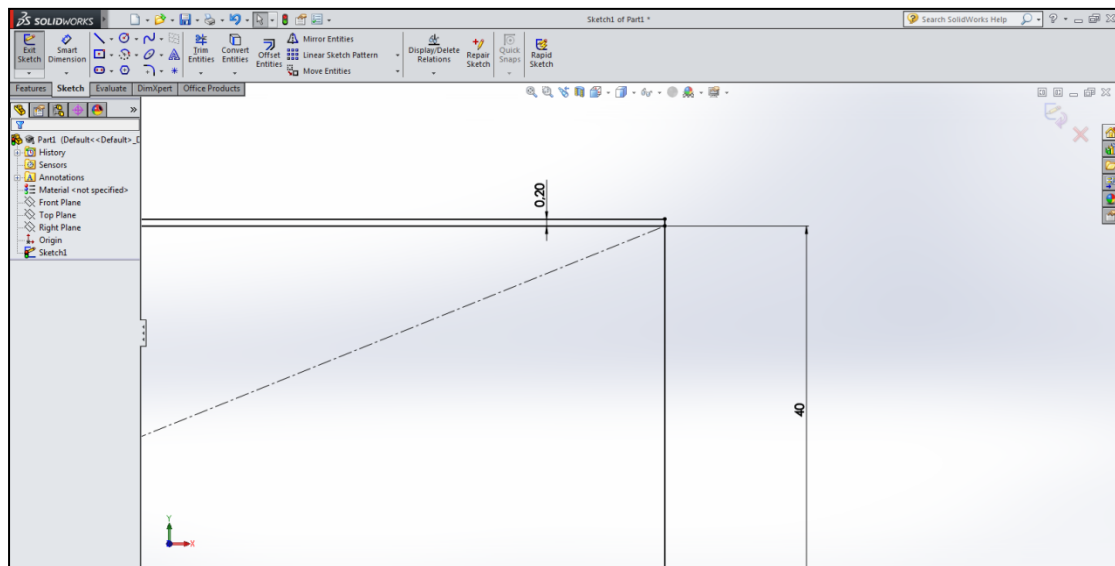 SOLIDWORKS
Sketch1 of Part1 *
Search SolidWorks Help
Exit Sketch
Smart Dimension
Trim Entities
Convert Entities
Offset Entities
Mirror Entities
Linear Sketch Pattern
Move Entities
Display/Delete Relations
Repair Sketch
Quick Snaps
Rapid Sketch
Features Sketch Evaluate DimXpert Office Products
Part1 (Default<<Default>_D
History
Sensors
Annotations
Material <not specified>
Front Plane
Top Plane
Right Plane
Origin
Sketch1
0.20
40
Y
X